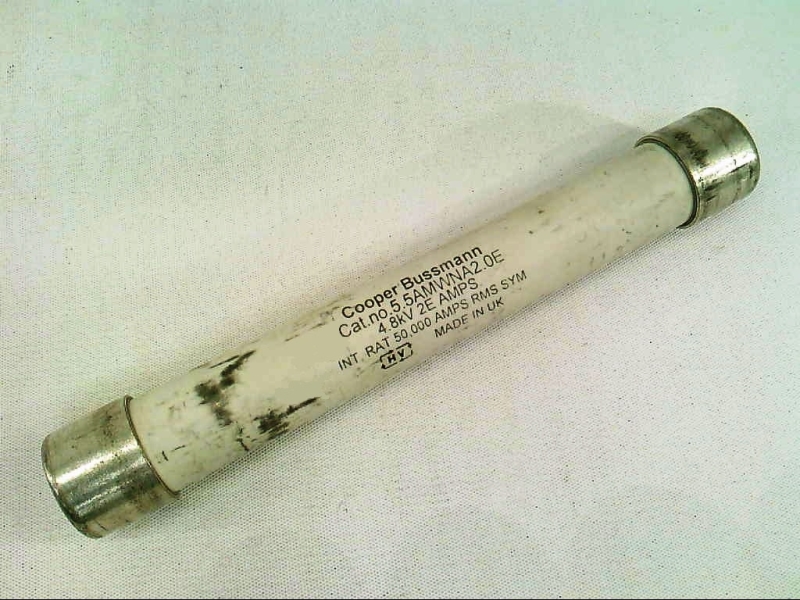 Cooper Bussmann
Cat.no.5.5AMWNA2.0E
4.8kV 2E AMPS
INT. RAT 50,000 AMPS RMS SYM
HV MADE IN UK